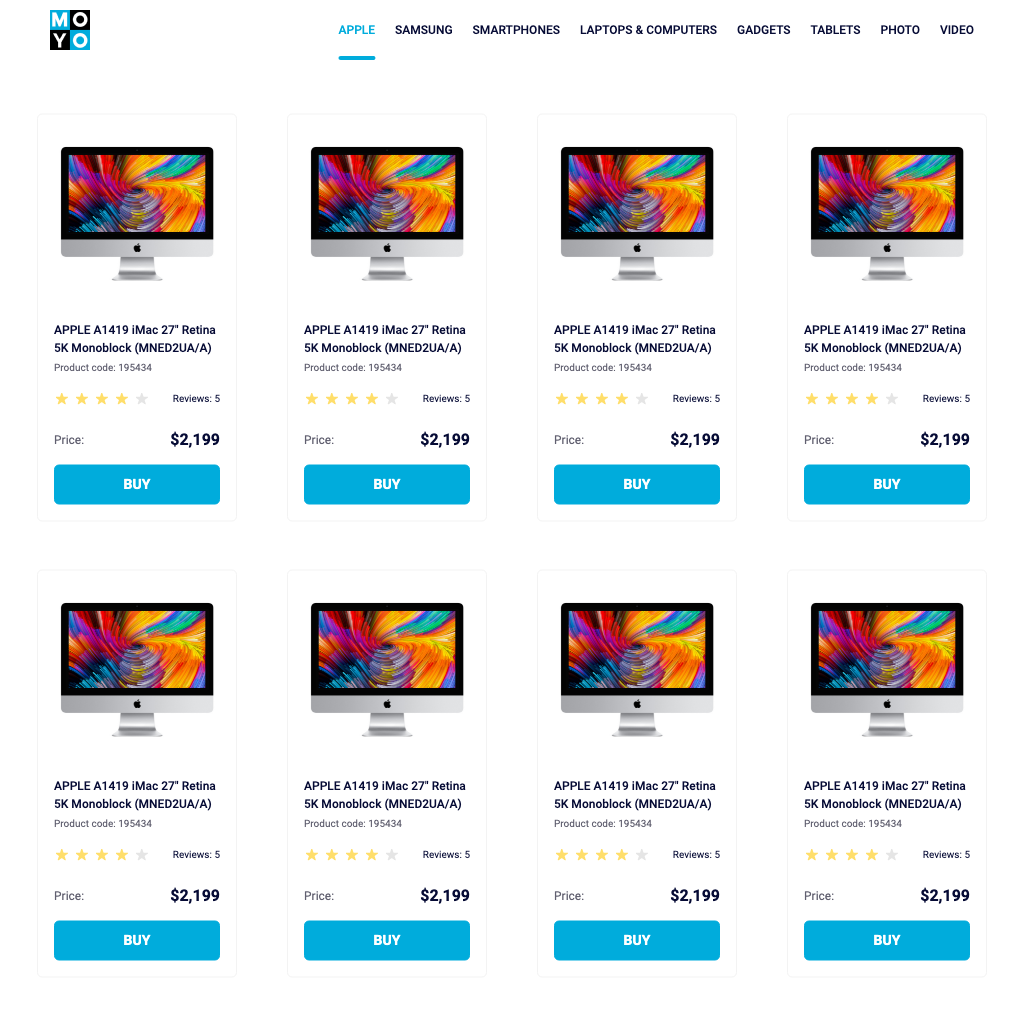 MO
YO
APPLE SAMSUNG SMARTPHONES LAPTOPS & COMPUTERS GADGETS TABLETS PHOTO VIDEO
APPLE A1419 iMac 27" Retina
5K Monoblock (MNED2UA/A)
Product code: 195434
Reviews: 5
Price: $2,199
BUY
APPLE A1419 iMac 27" Retina
5K Monoblock (MNED2UA/A)
Product code: 195434
Reviews: 5
Price: $2,199
BUY
APPLE A1419 iMac 27" Retina
5K Monoblock (MNED2UA/A)
Product code: 195434
Reviews: 5
Price: $2,199
BUY
APPLE A1419 iMac 27" Retina
5K Monoblock (MNED2UA/A)
Product code: 195434
Reviews: 5
Price: $2,199
BUY
APPLE A1419 iMac 27" Retina
5K Monoblock (MNED2UA/A)
Product code: 195434
Reviews: 5
Price: $2,199
BUY
APPLE A1419 iMac 27" Retina
5K Monoblock (MNED2UA/A)
Product code: 195434
Reviews: 5
Price: $2,199
BUY
APPLE A1419 iMac 27" Retina
5K Monoblock (MNED2UA/A)
Product code: 195434
Reviews: 5
Price: $2,199
BUY
APPLE A1419 iMac 27" Retina
5K Monoblock (MNED2UA/A)
Product code: 195434
Reviews: 5
Price: $2,199
BUY